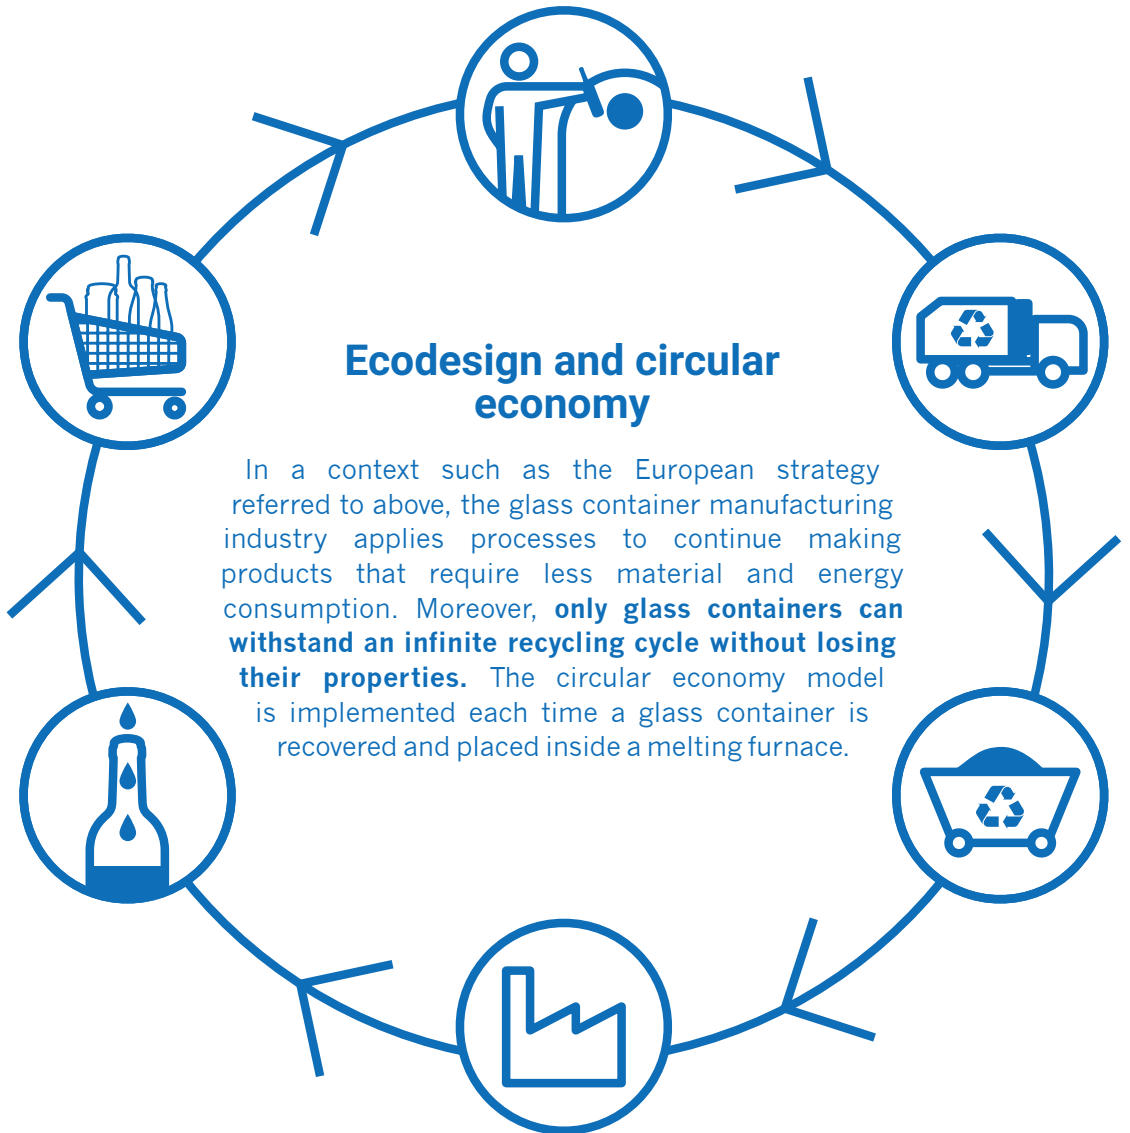 Ecodesign and circular
economy
In a context such as the European strategy
referred to above, the glass container manufacturing
industry applies processes to continue making
products that require less material and energy
consumption. Moreover, only glass containers can
withstand an infinite recycling cycle without losing
their properties. The circular economy model
is implemented each time a glass container is
recovered and placed inside a melting furnace.